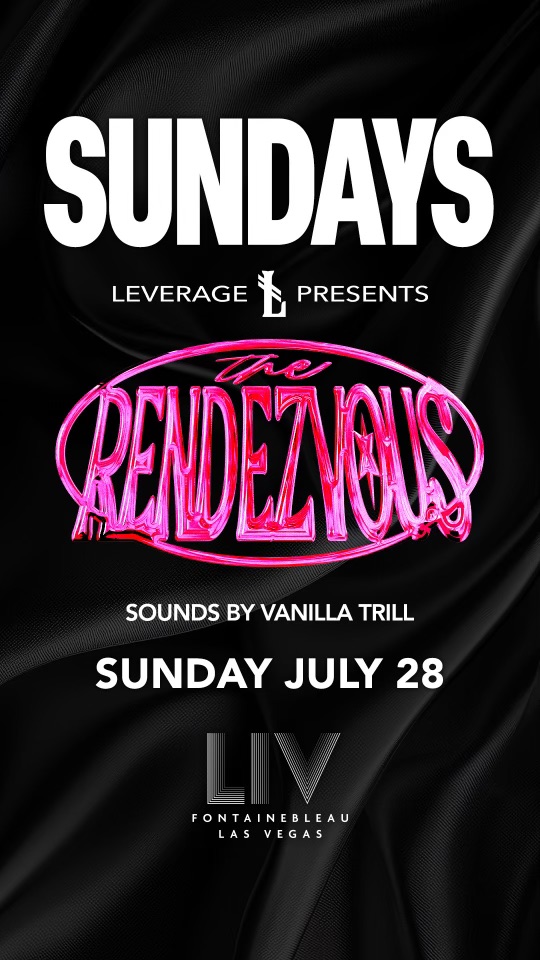 SUNDAYS
LEVERAGE L PRESENTS
the
RENDEZVOUS
SOUNDS BY VANILLA TRILL
SUNDAY JULY 28
LIV
FONTAINEBLEAU
LAS VEGAS